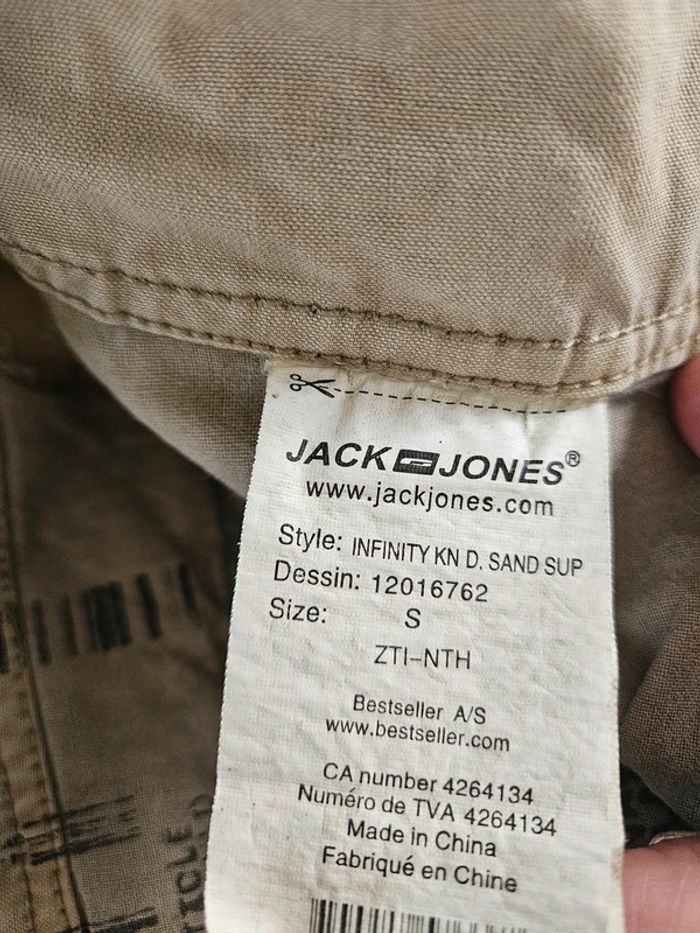 JACK JONES®
www.jackjones.com
Style: INFINITY KN D. SAND SUP
Dessin: 12016762
Size: S
ZTI-NTH
Bestseller A/S
www.bestseller.com
CA number 4264134
Numéro de TVA 4264134
Made in China
Fabriqué en Chine
TICLE